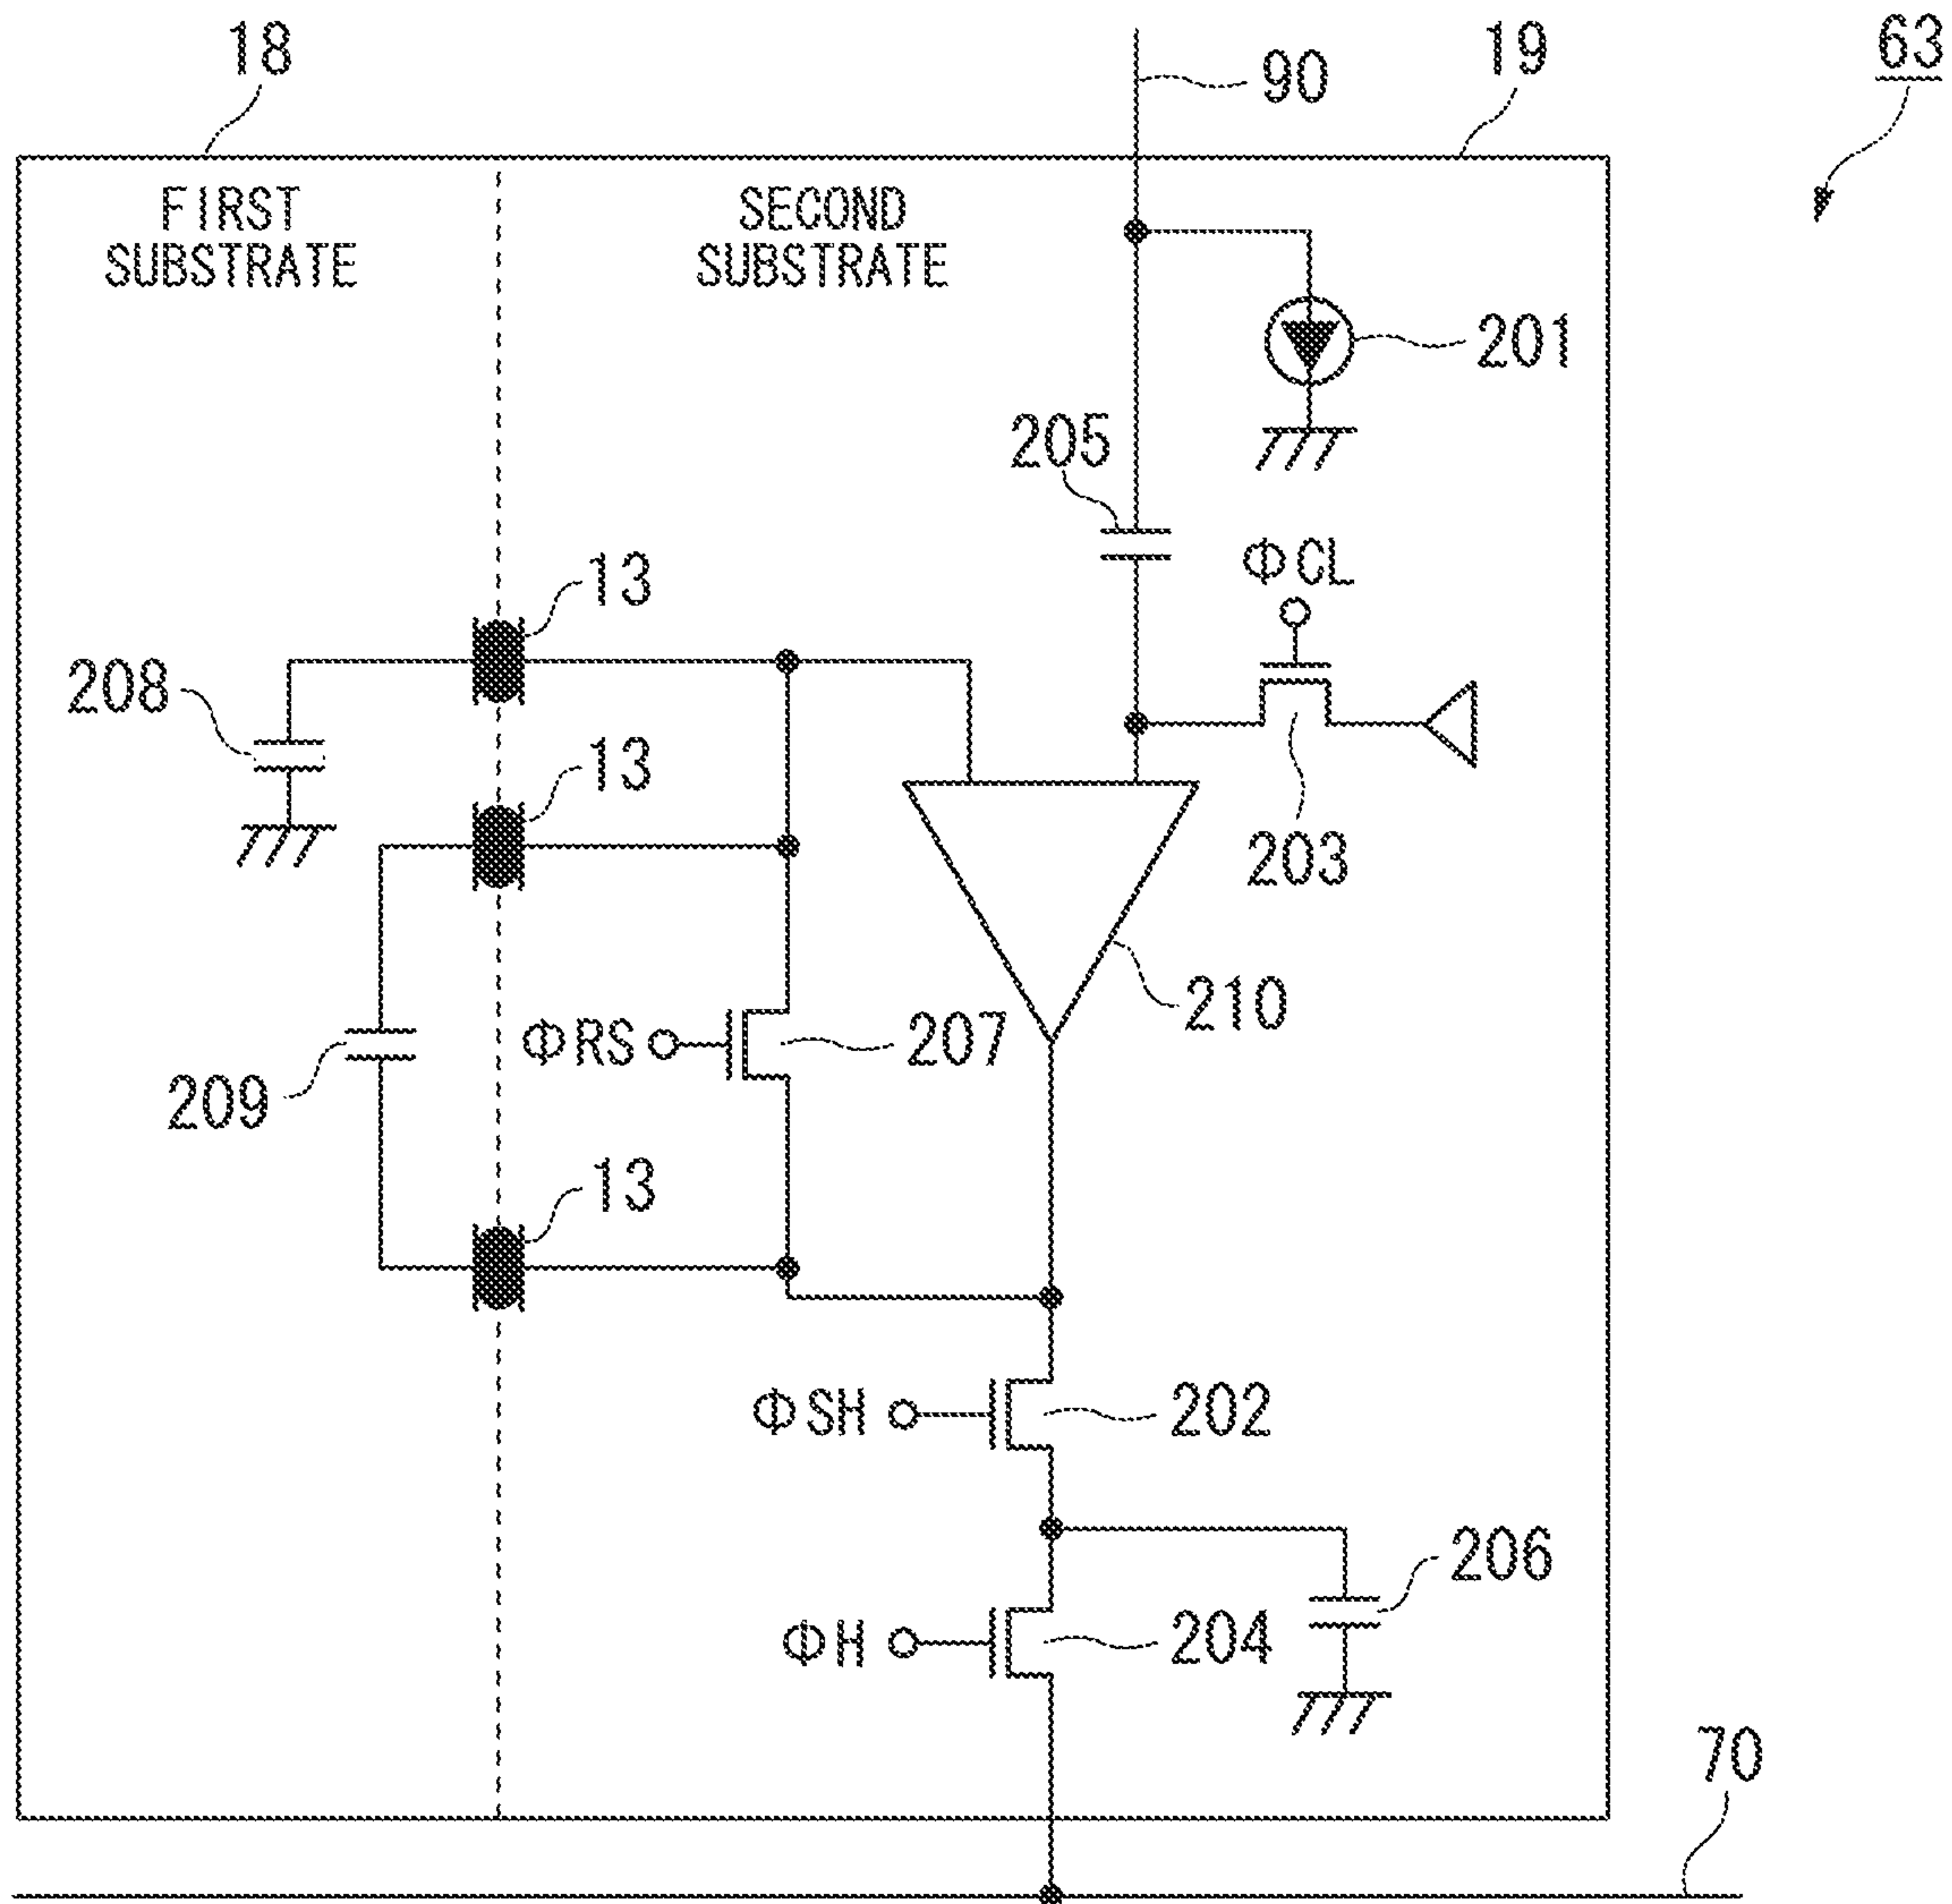 18
90
19
63
FIRST
SUBSTRATE
SECOND
SUBSTRATE
201
205
ΦCL
13
208
13
203
210
ΦRS
207
209
13
ΦSH
202
206
ΦH
204
70